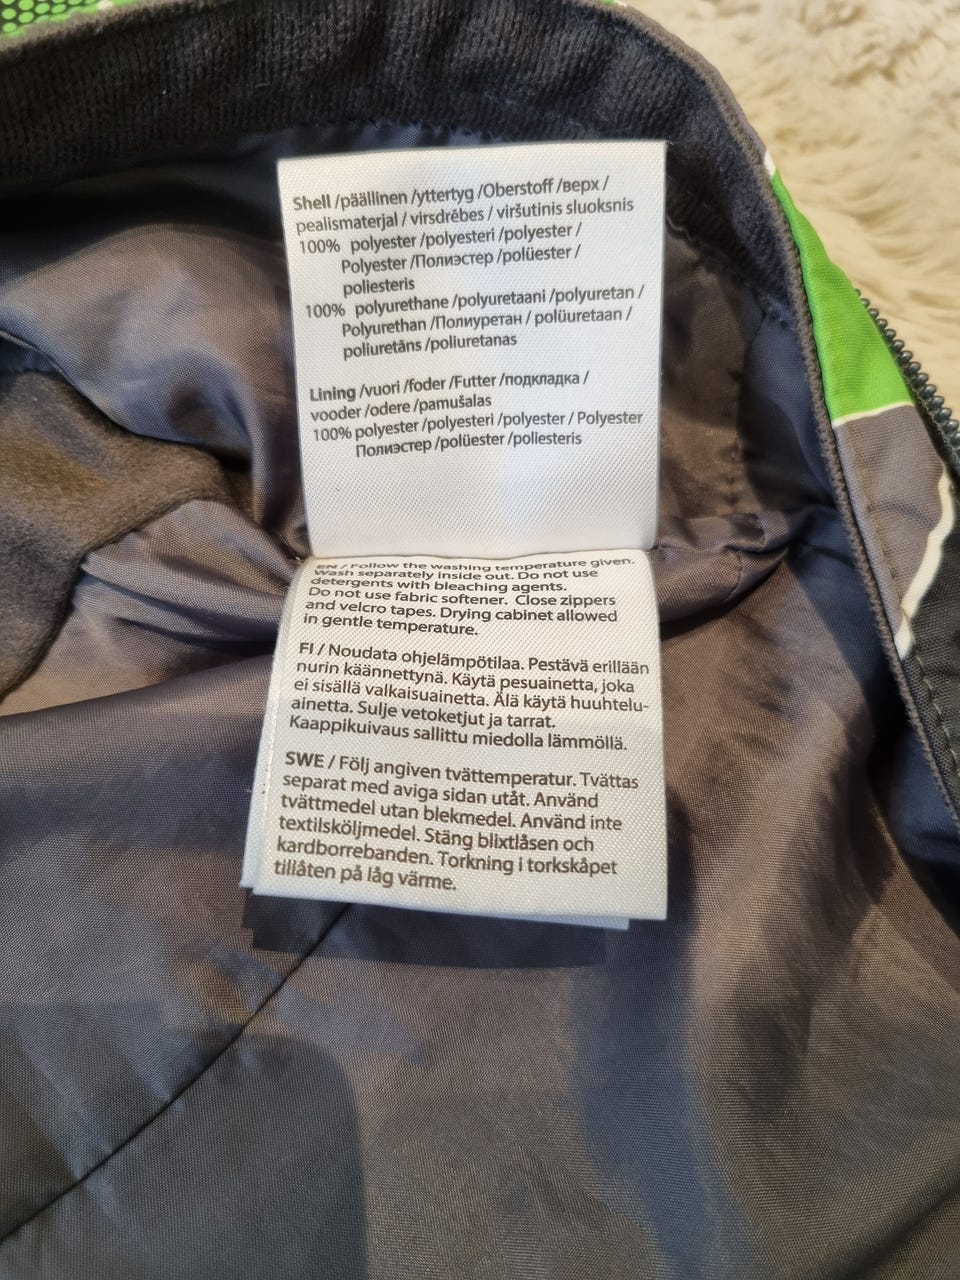 Shell /päällinen /yttertyg /Oberstoff /верх /
pealismaterjal / virsdrēbes / viršutinis sluoksnis
100% polyester /polyesteri /polyester /
Polyester /Полиэстер /polüester /
poliesteris
100% polyurethane /polyuretaani /polyuretan /
Polyurethan /Полиуретан / polüuretaan /
poliuretāns /poliuretanas
Lining /vuori /foder /Futter /подкладка /
vooder /odere /pamušalas
100% polyester /polyesteri /polyester / Polyester
Полиэстер /polüester /poliesteris
EN / Follow the washing temperature given.
Wash separately inside out. Do not use
detergents with bleaching agents.
Do not use fabric softener. Close zippers
and velcro tapes. Drying cabinet allowed
in gentle temperature.
FI / Noudata ohjelämpötilaa. Pestävä erillään
nurin käännettynä. Käytä pesuainetta, joka
ei sisällä valkaisuainetta. Älä käytä huuhtelu-
ainetta. Sulje vetoketjut ja tarrat.
Kaappikuivaus sallittu miedolla lämmöllä.
SWE / Följ angiven tvättemperatur. Tvättas
separat med aviga sidan utåt. Använd
tvättmedel utan blekmedel. Använd inte
textilsköljmedel. Stäng blixtlåsen och
kardborrebanden. Torkning i torkskåpet
tillåten på låg värme.